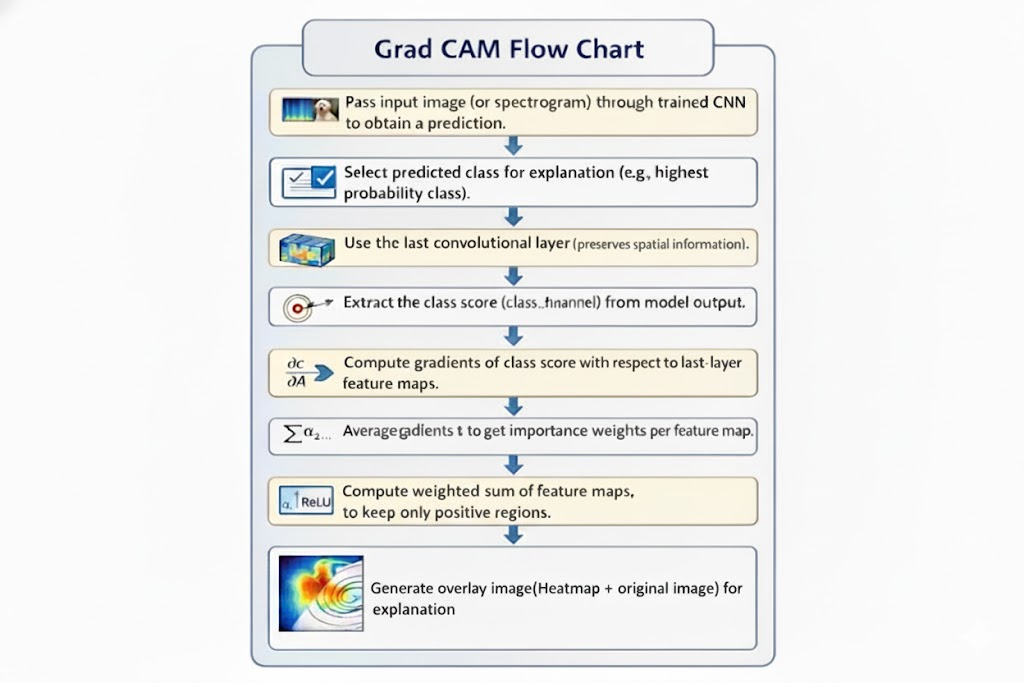 Grad CAM Flow Chart
Pass input image (or spectrogram) through trained CNN
to obtain a prediction.
Select predicted class for explanation (e.g., highest
probability class).
Use the last convolutional layer (preserves spatial information).
Extract the class score (class_hannel) from model output.
∂c
∂A
Compute gradients of class score with respect to last-layer
feature maps.
∑α₂...
Average gadients t to get importance weights per feature map.
α ↑ ReLU
Compute weighted sum of feature maps,
to keep only positive regions.
Generate overlay image(Heatmap + original image) for
explanation